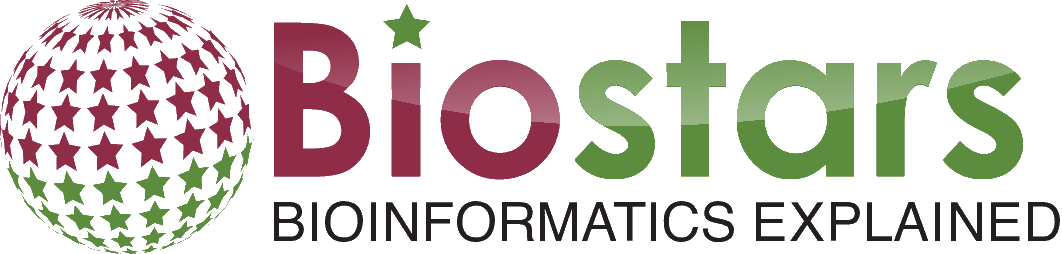 Biostars
BIOINFORMATICS EXPLAINED